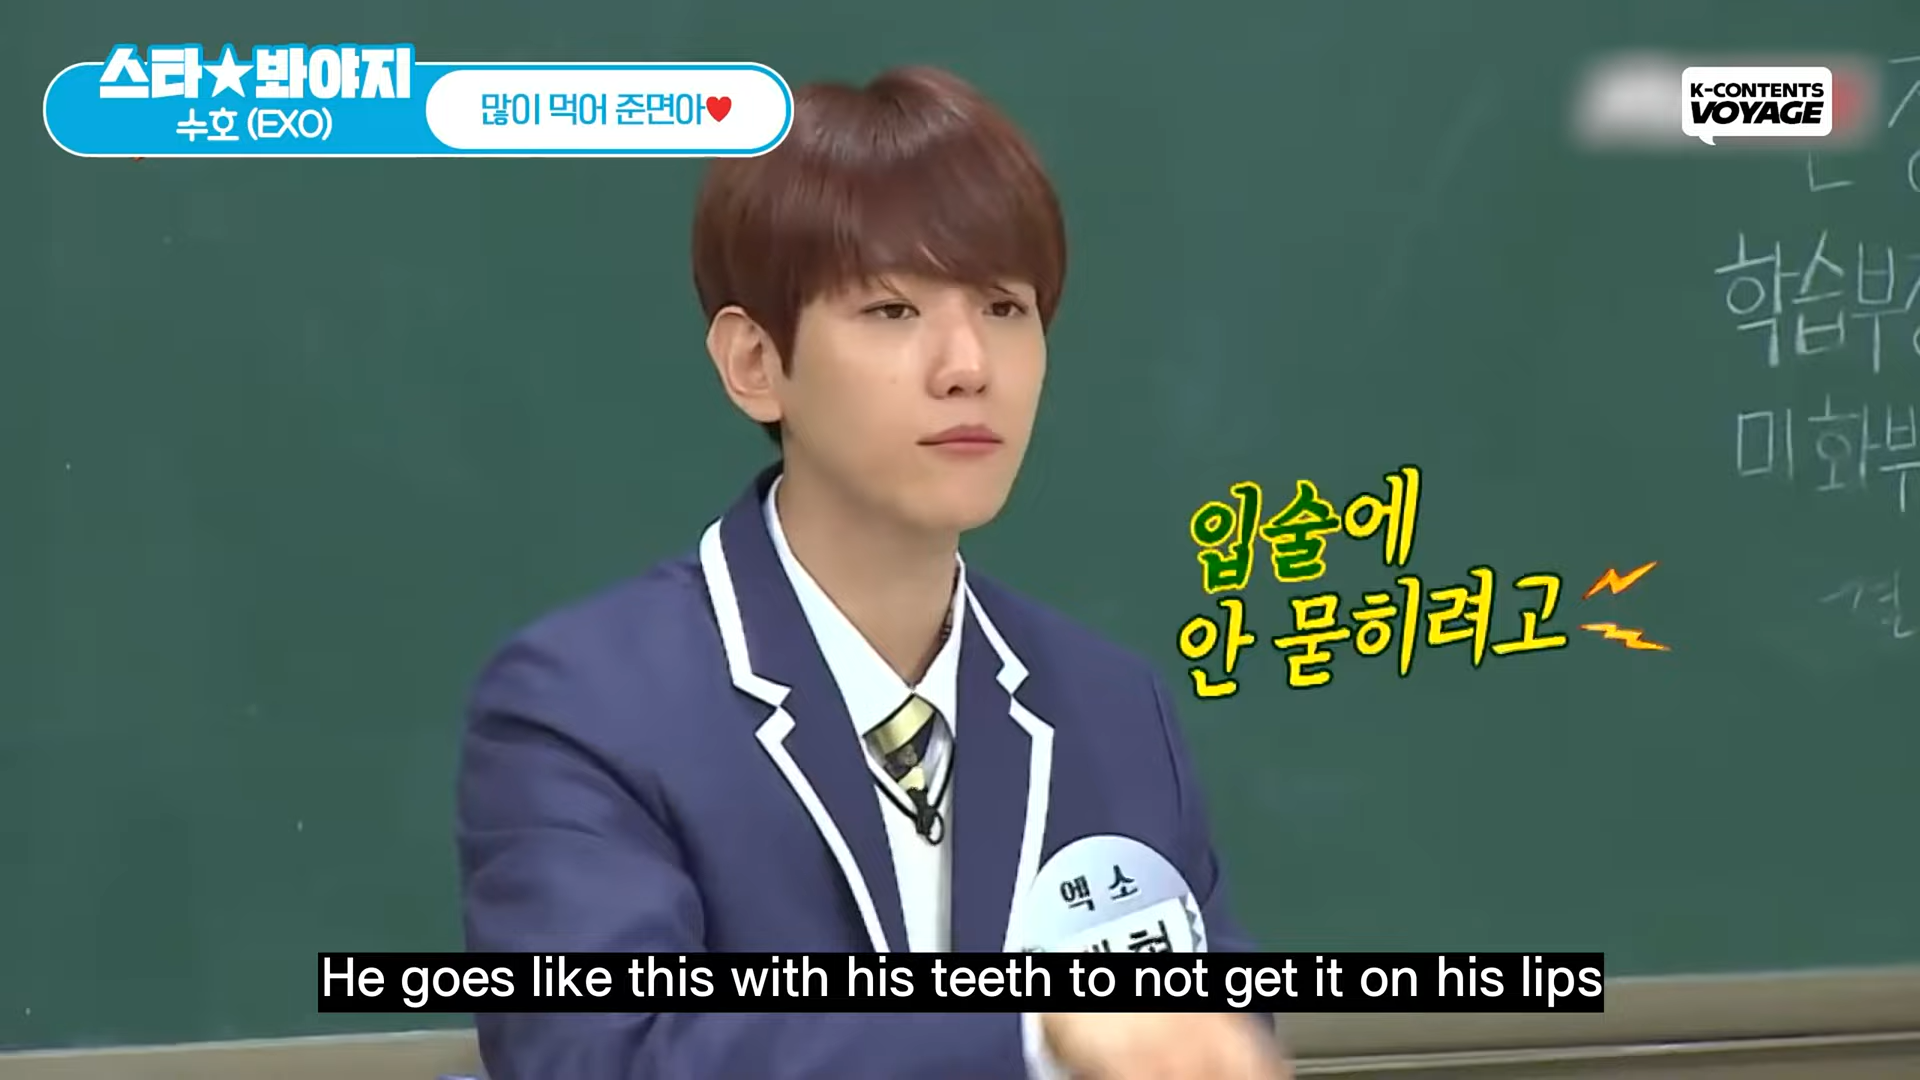 스타★봐야지
수호 (EXO)
많이 먹어 준면아♥
K-CONTENTS
VOYAGE
학습부
미화부
입술에
안 묻히려고
엑소
He goes like this with his teeth to not get it on his lips